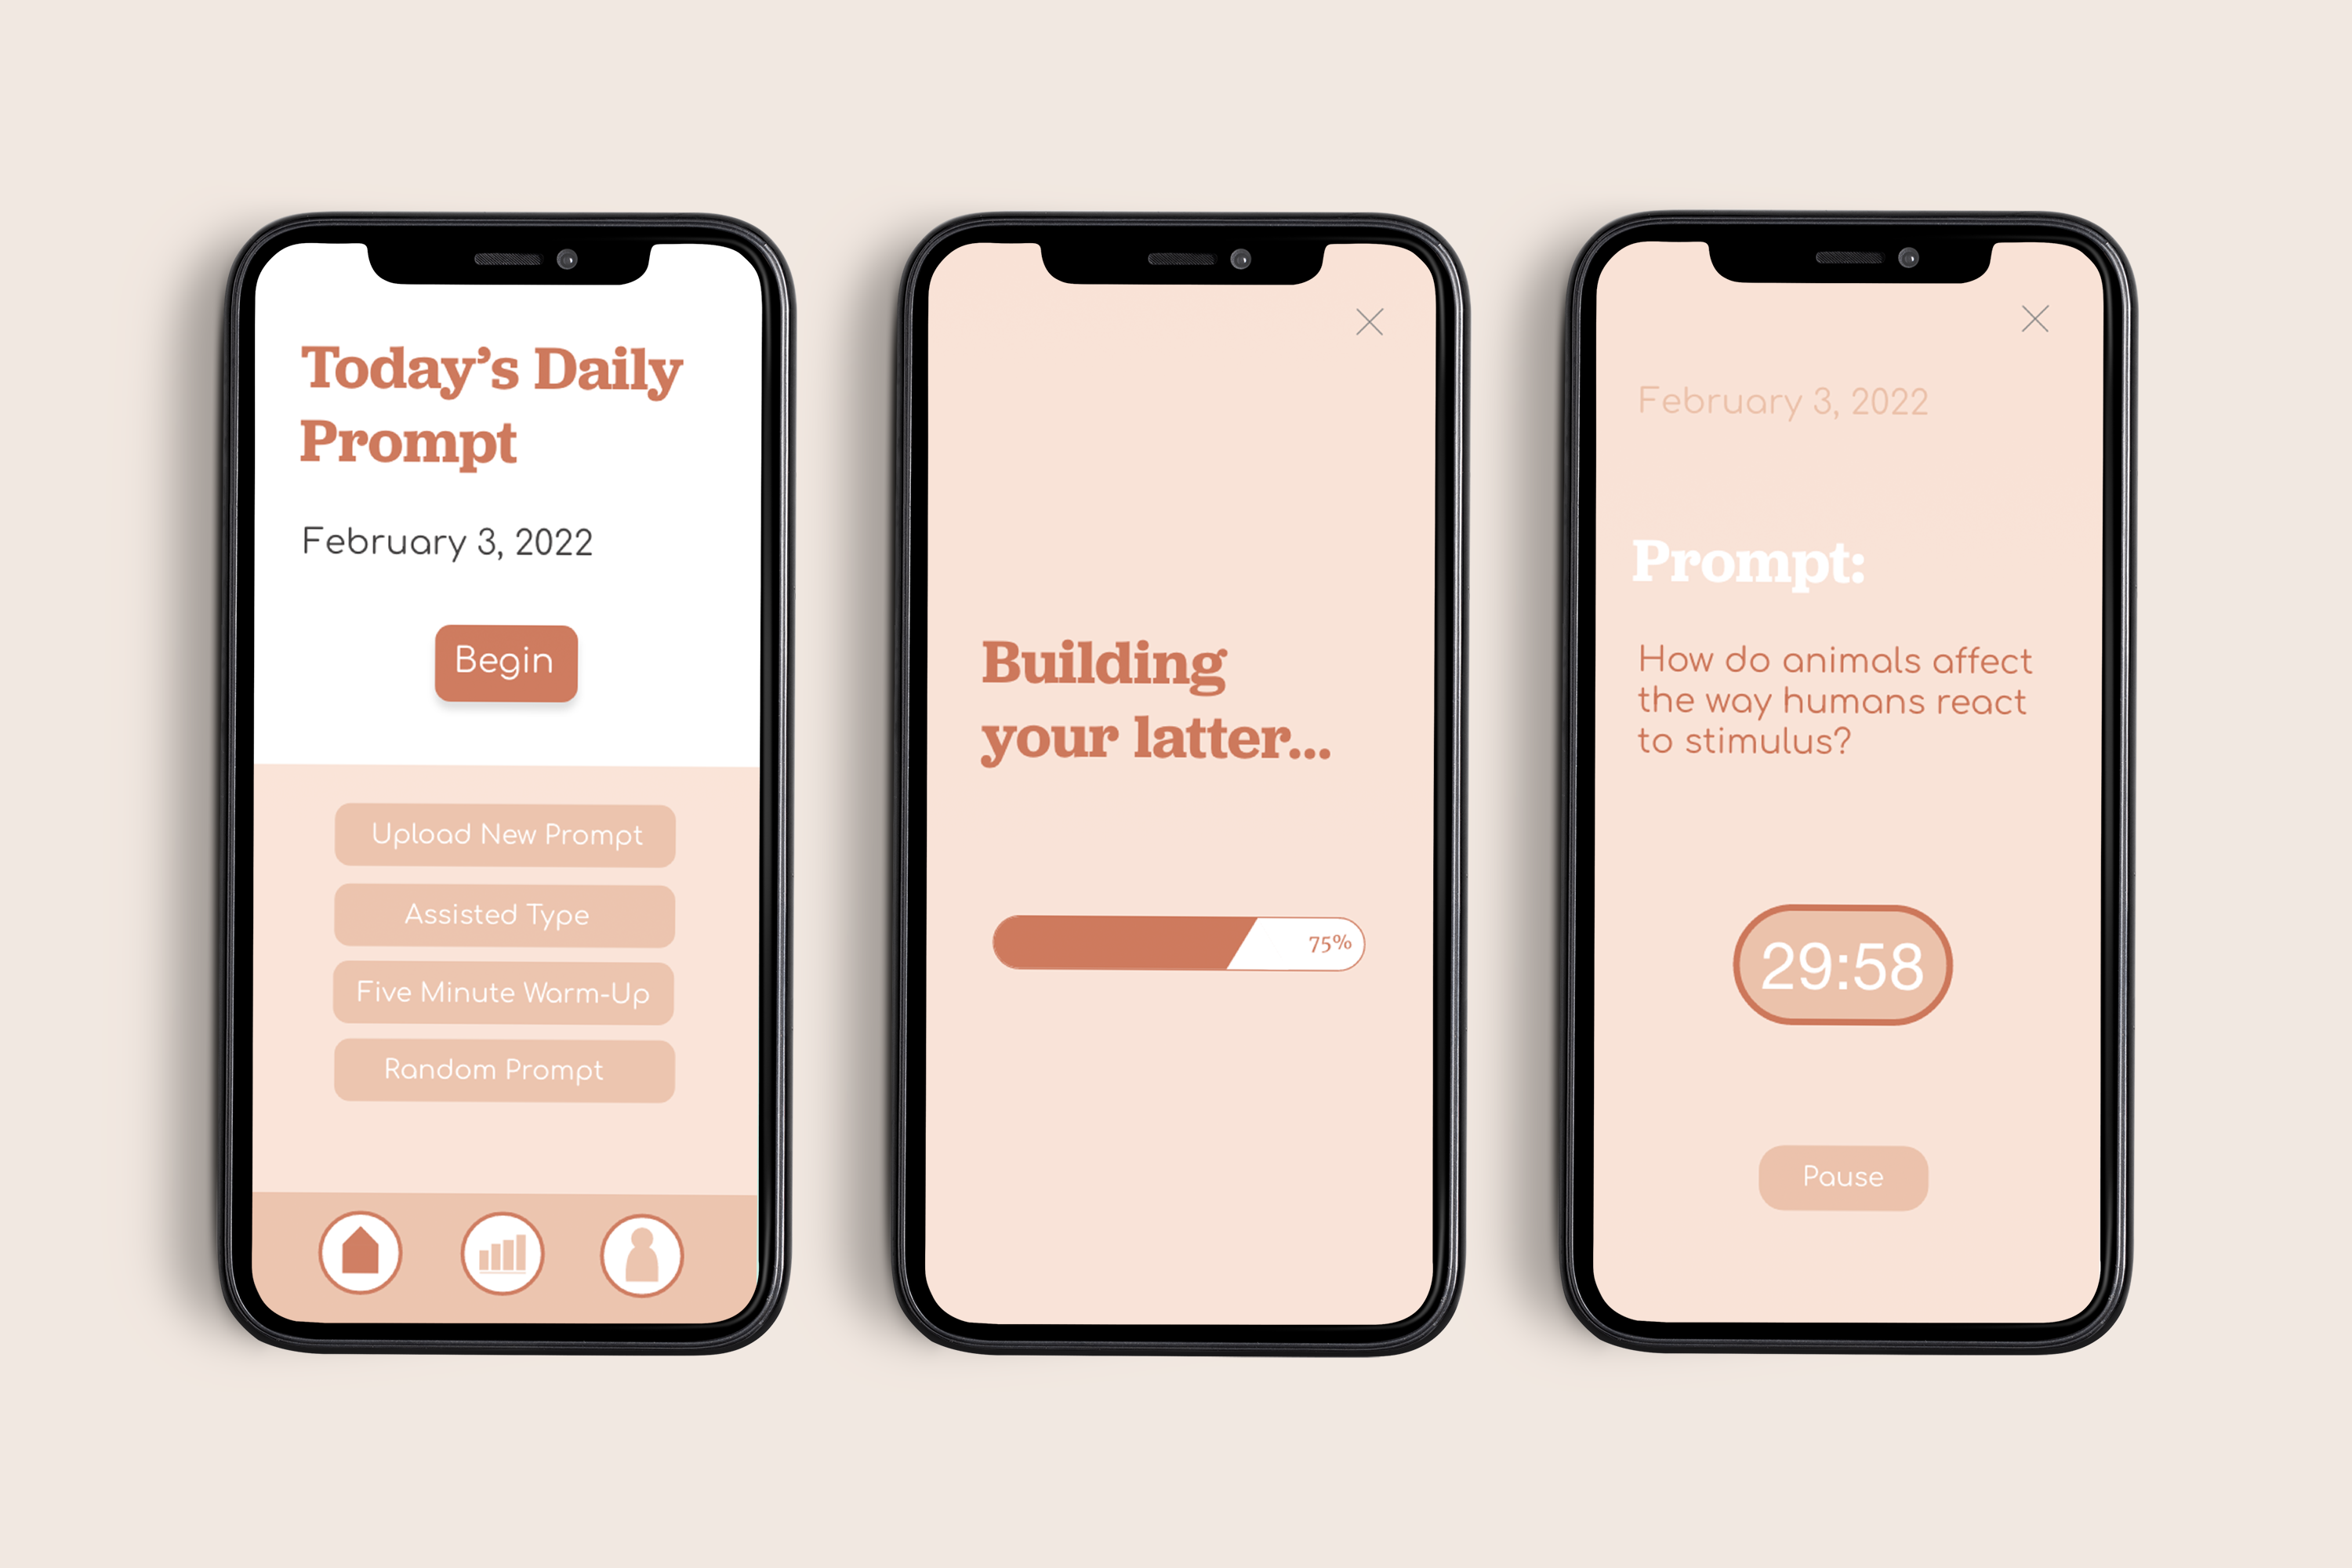 Today's Daily
Prompt
February 3, 2022
Begin
Upload New Prompt
Assisted Type
Five Minute Warm-Up
Random Prompt
Building
your latter...
75%
February 3, 2022
Prompt:
How do animals affect
the way humans react
to stimulus?
29:58
Pause